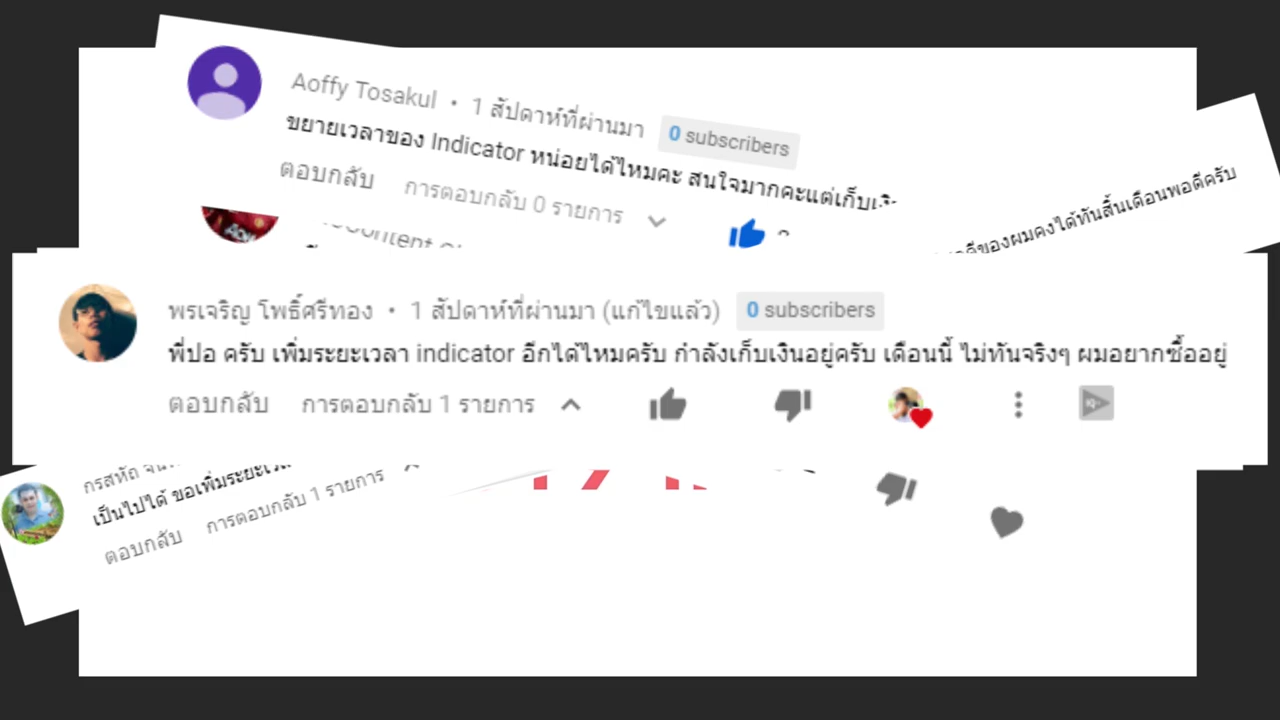 Aoffy Tosakul • 1 สัปดาห์ที่ผ่านมา 0 subscribers
ขยายเวลาของ Indicator หน่อยได้ไหมคะ สนใจมากคะแต่เก็บเงิ
ตอบกลับ การตอบกลับ 0 รายการ
ของผมคงได้ทันสิ้นเดือนพอดีครับ
พรเจริญ โพธิ์ศรีทอง • 1 สัปดาห์ที่ผ่านมา (แก้ไขแล้ว) 0 subscribers
พี่ปอ ครับ เพิ่มระยะเวลา indicator อีกได้ไหมครับ กำลังเก็บเงินอยู่ครับ เดือนนี้ ไม่ทันจริงๆ ผมอยากซื้ออยู่
ตอบกลับ การตอบกลับ 1 รายการ
กรสหัถ
เป็นไปได้ ขอเพิ่มระยะเวลา
ตอบกลับ การตอบกลับ 1 รายการ